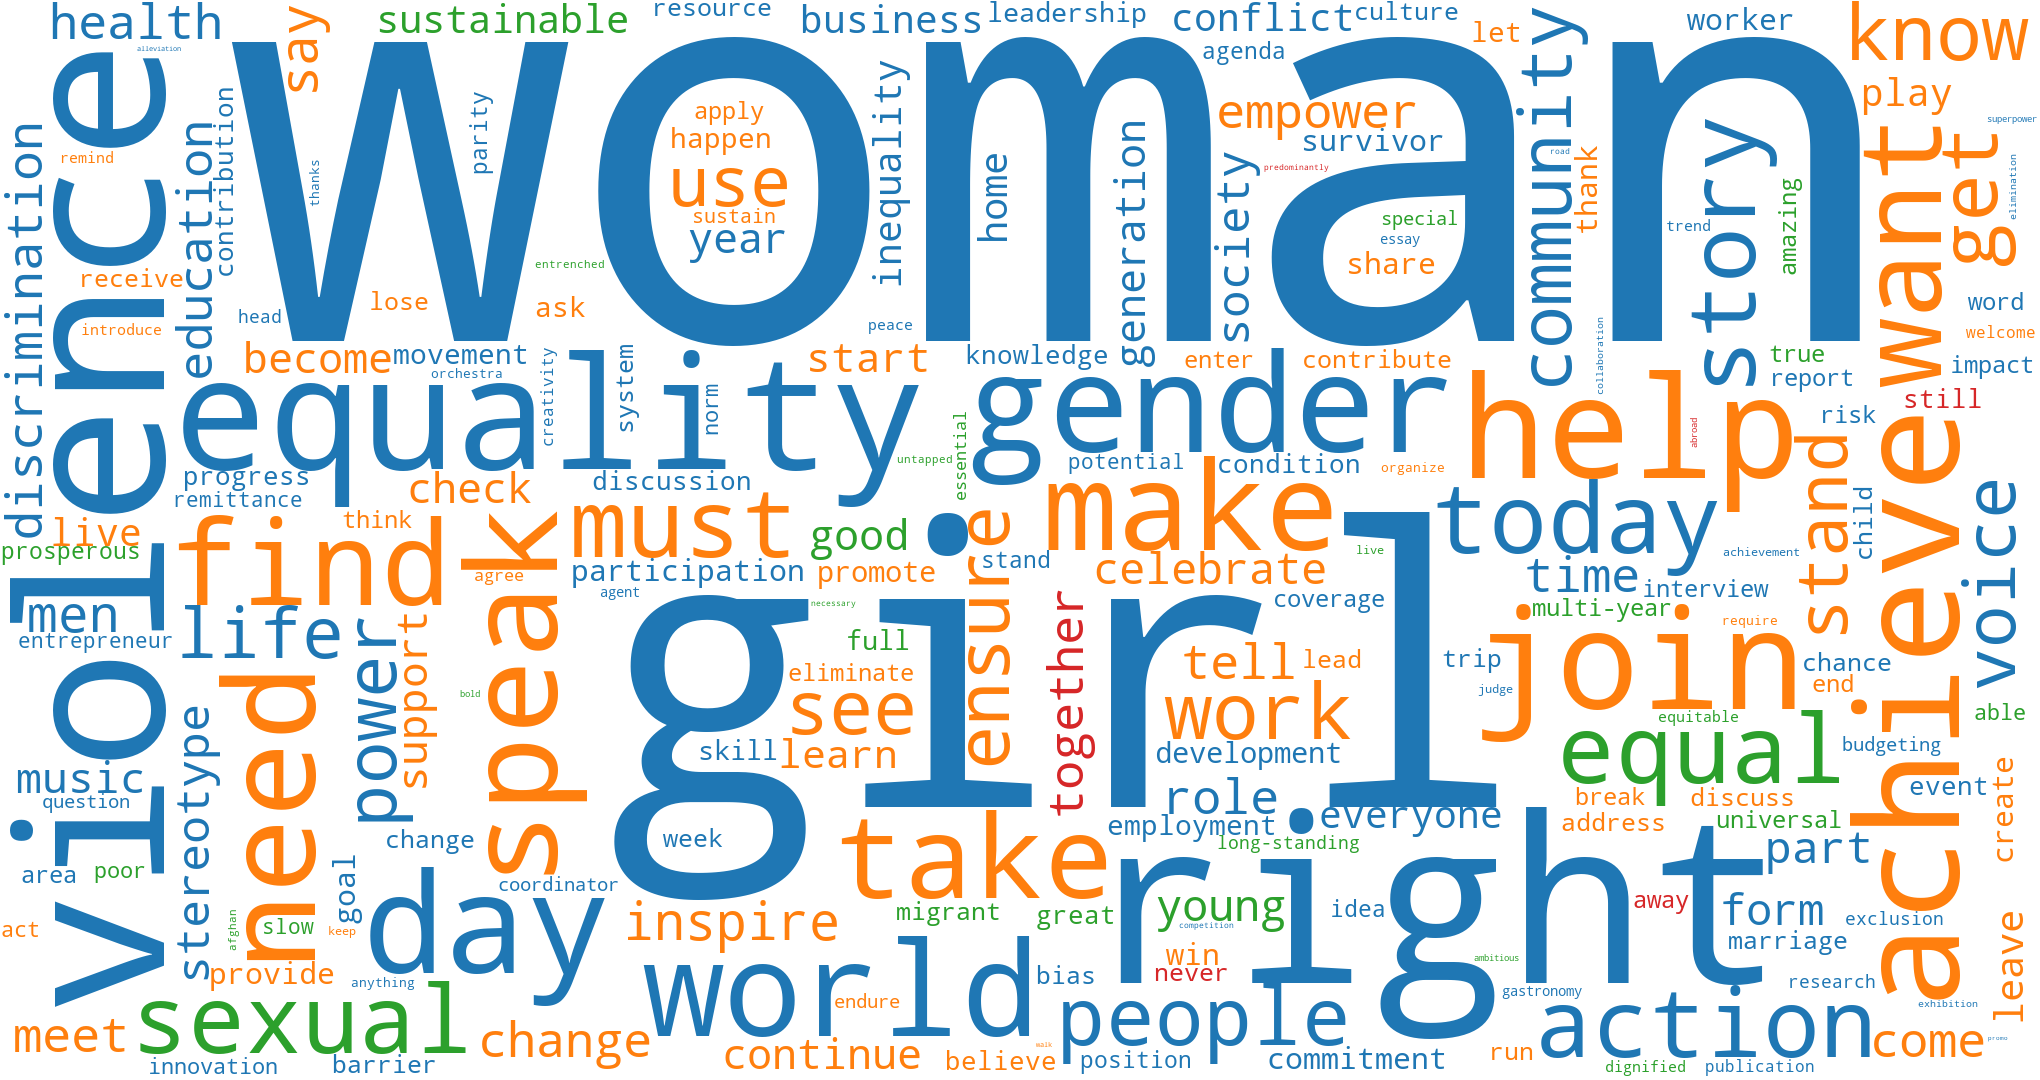 health
alleviation
say
sustainable
resource
business
leadership
conflict
culture
agenda
let
worker
know
play
superpower
woman
violence
discrimination
remind
education
contribution
thanks
parity
apply
happen
use
sustain
year
entrenched
inequality
home
generation
society
empower
survivor
predominantly
special
essay
share
community
road
thank
story
trend
amazing
want
get
elimination
receive
introduce
head
lose
ask
peace
word
welcome
become
movement
orchestra
start
knowledge
enter
contribute
collaboration
true
report
impact
equality
creativity
system
norm
gender
help
still
risk
progress
remittance
check
discussion
untapped
essential
potential
condition
organize
abroad
achieve
stand
live
prosperous
find
think
speak
must
good
ensure
make
today
child
voice
agree
participation
promote
stand
celebrate
live
achievement
time
interview
men
entrepreneur
life
agent
necessary
girl
coverage
multi-year
require
need
power
support
bold
full
eliminate
see
learn
together
tell
lead
work
trip
judge
join
chance
end
able
stereotype
music
question
skill
development
equitable
equal
budgeting
event
create
change
week
take
role
employment
everyone
break
discuss
address
universal
long-standing
right
part
area
poor
goal
day
coordinator
inspire
migrant
great
young
competition
idea
away
form
exclusion
marriage
act
afghan
slow
keep
provide
anything
world
endure
bias
win
never
ambitious
gastronomy
research
exhibition
leave
meet
sexual
change
continue
believe
walk
people
action
come
promo
innovation
barrier
position
commitment
run
dignified
publication